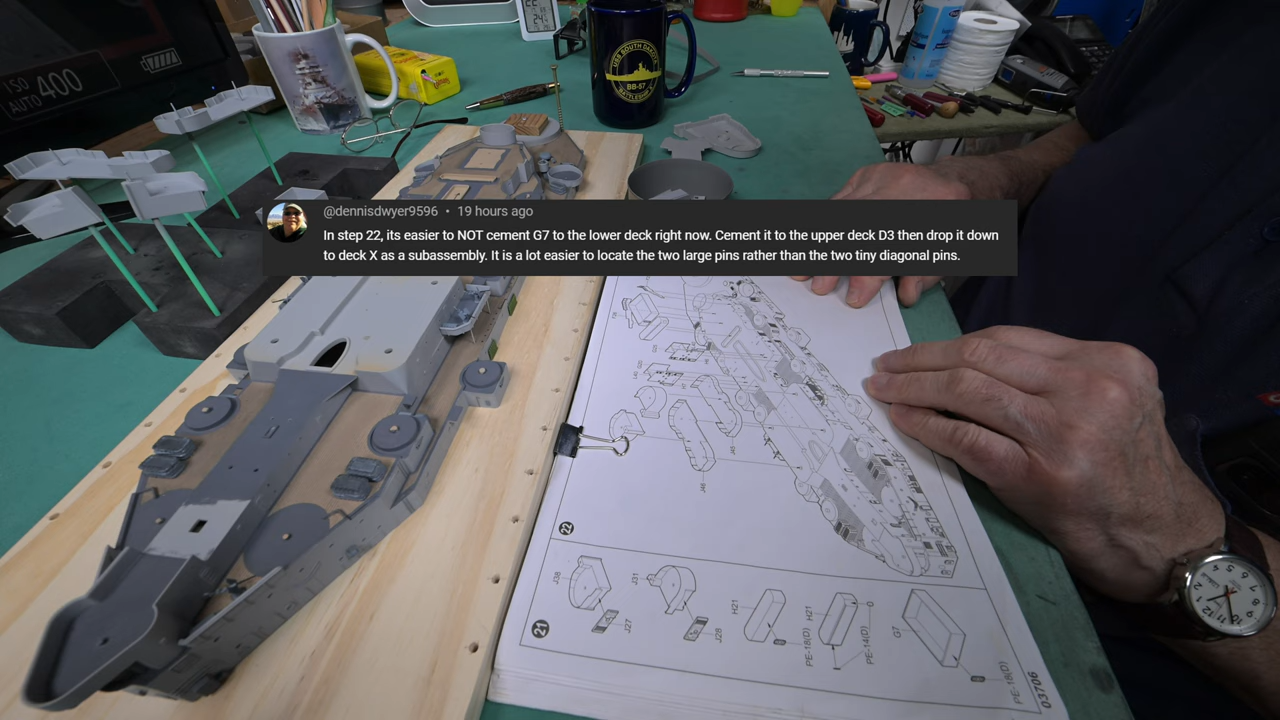 ISO
AUTO 400
USS SOUTH DAKOTA
BB-57
BATTLESHIP X
@dennisdwyer9596 • 19 hours ago
In step 22, its easier to NOT cement G7 to the lower deck right now. Cement it to the upper deck D3 then drop it down
to deck X as a subassembly. It is a lot easier to locate the two large pins rather than the two tiny diagonal pins.
J48
22
21
J38
J27
J31
J28
H21
PE-18(D)
H21
PE-14(D)
G7
PE-18(D)
03706